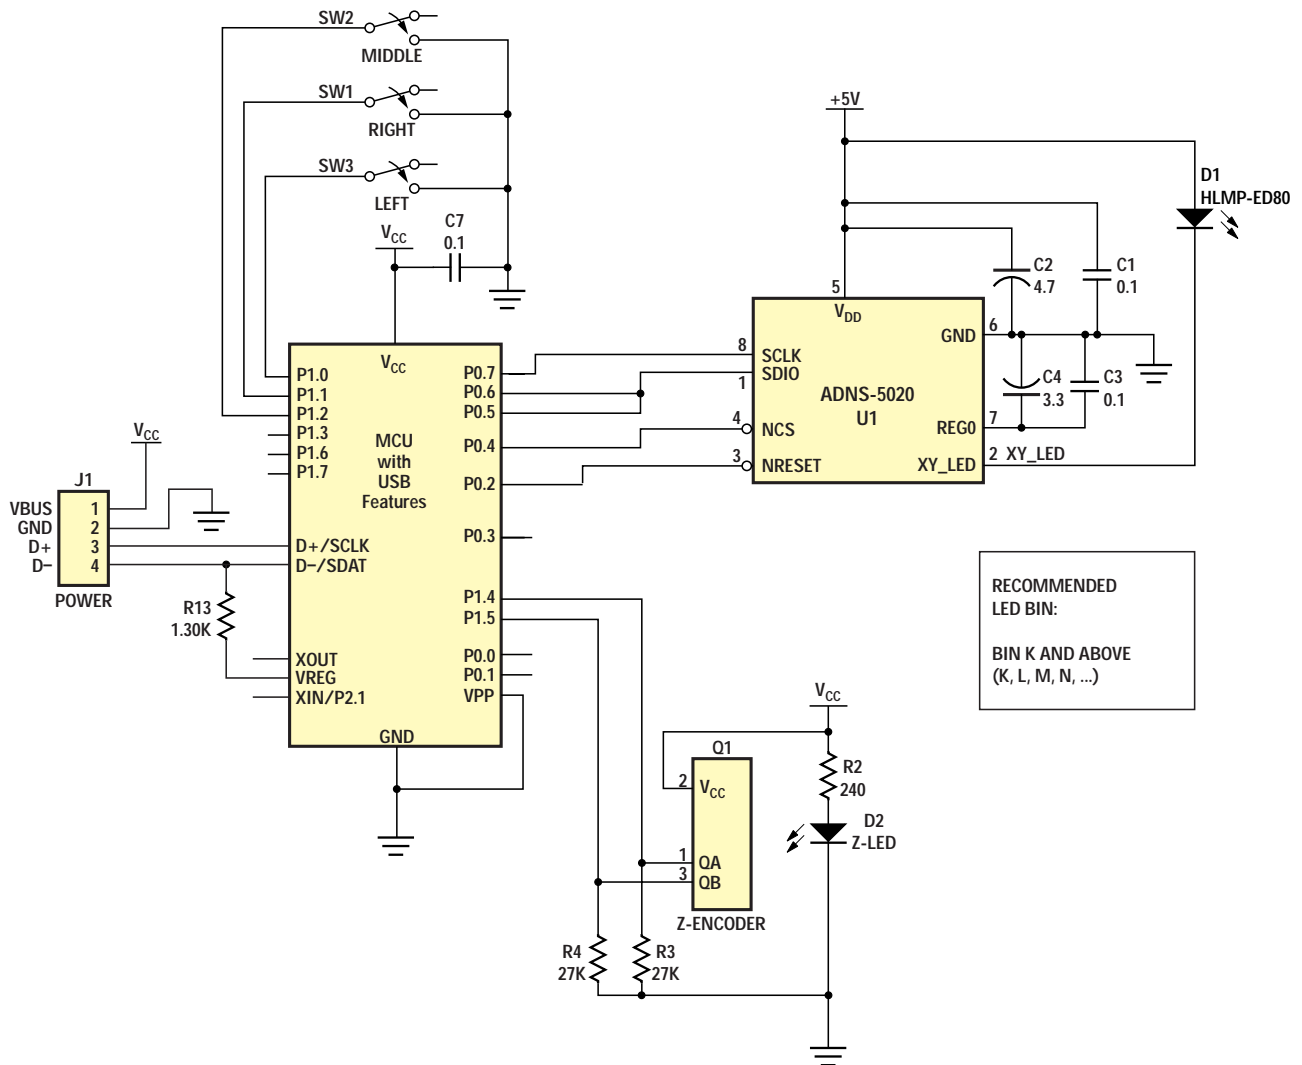 SW2
MIDDLE
SW1
RIGHT
SW3
LEFT
VCC
C7
0.1
+5V
D1
HLMP-ED80
C2
4.7
C1
0.1
5
VDD
GND
6
8
SCLK
1
SDIO
ADNS-5020
U1
4
NCS
3
NRESET
C4
3.3
C3
0.1
REG0
7
XY_LED
2 XY_LED
VCC
P1.0
P1.1
P1.2
P1.3
P1.6
P1.7
MCU
with
USB
Features
P0.7
P0.6
P0.5
P0.4
P0.2
P0.3
P1.4
P1.5
P0.0
P0.1
VPP
D+/SCLK
D−/SDAT
XOUT
VREG
XIN/P2.1
GND
VCC
J1
VBUS 1
GND 2
D+ 3
D− 4
POWER
R13
1.30K
RECOMMENDED
LED BIN:
BIN K AND ABOVE
(K, L, M, N, ...)
VCC
Q1
2
VCC
R2
240
D2
Z-LED
1
QA
3
QB
Z-ENCODER
R4
27K
R3
27K